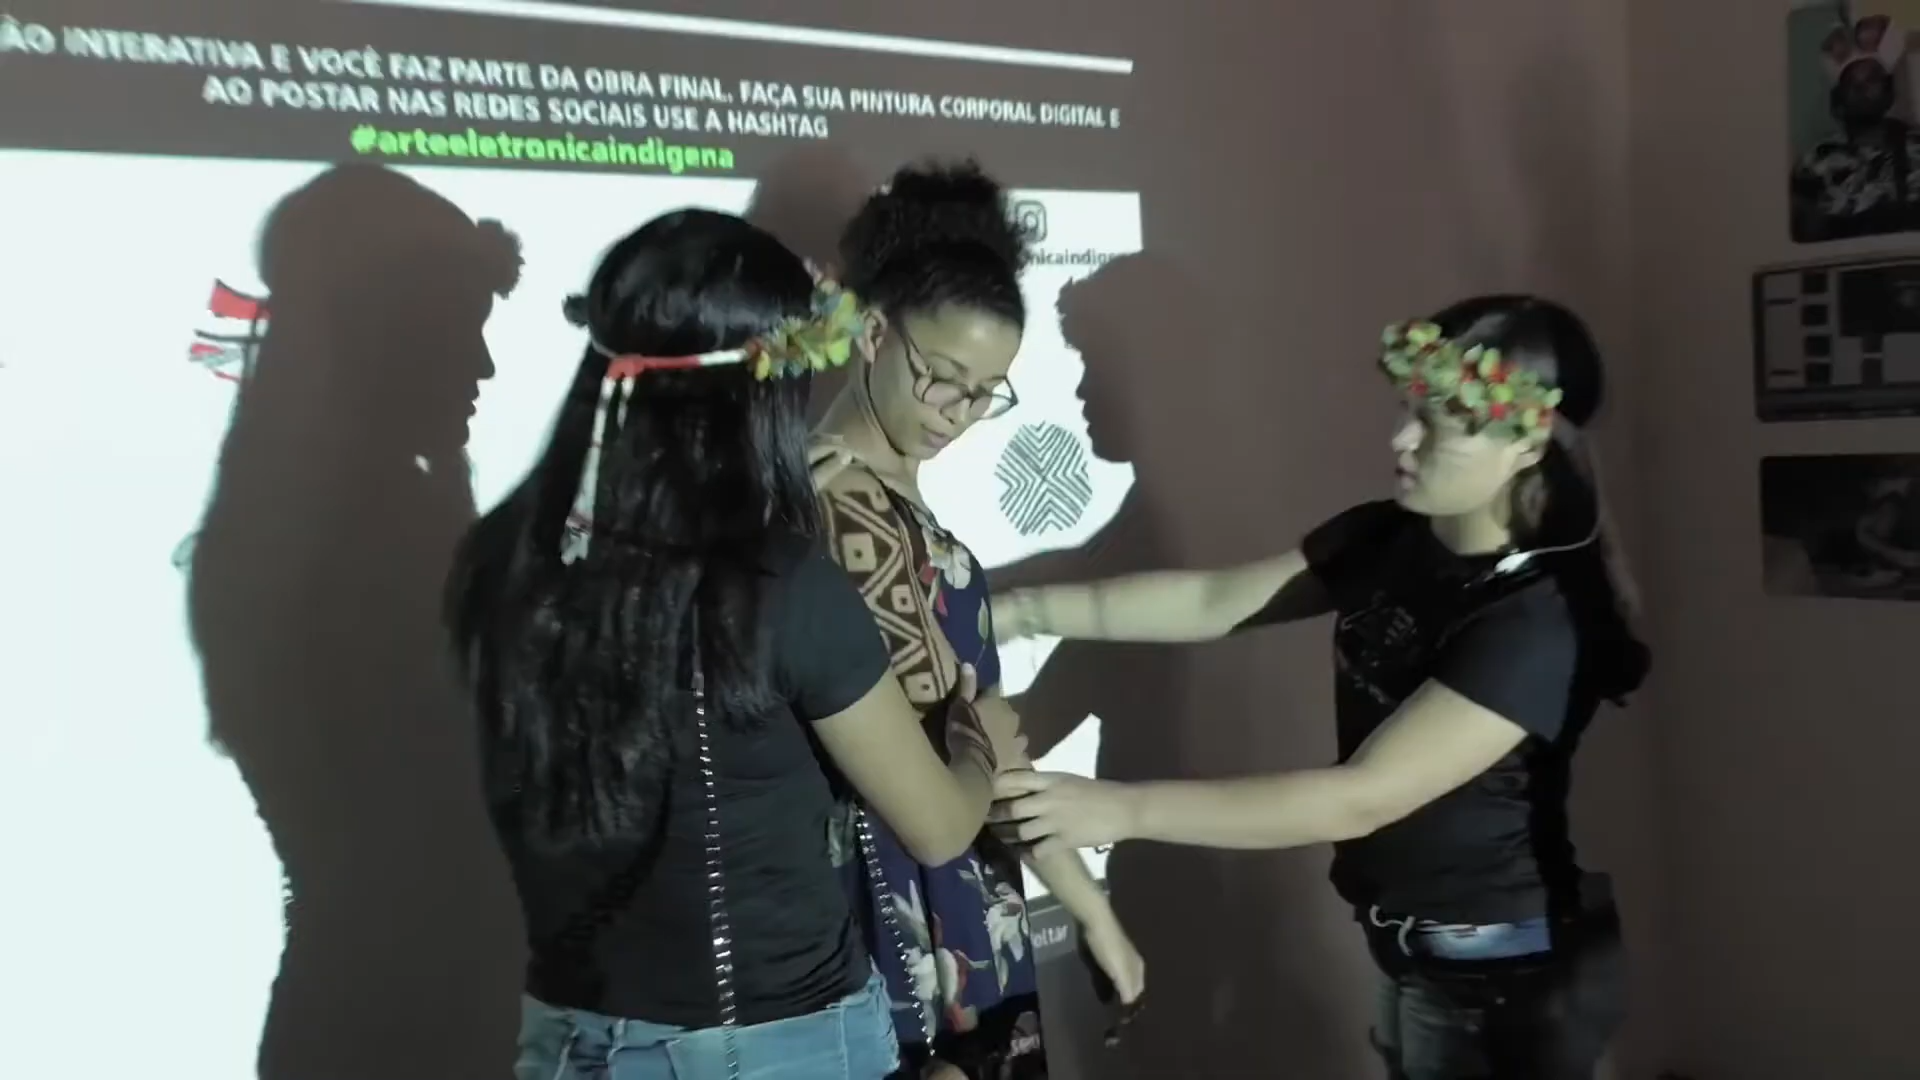 ÃO INTERATIVA E VOCÊ FAZ PARTE DA OBRA FINAL. FAÇA SUA PINTURA CORPORAL DIGITAL E
AO POSTAR NAS REDES SOCIAIS USE A HASHTAG
#arteeletronicaindigena
nicaindige
oltar